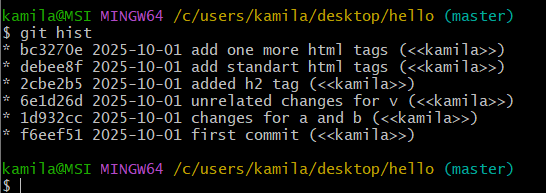 kamila@MSI MINGW64 /c/users/kamila/desktop/hello (master)
$ git hist
* bc3270e 2025-10-01 add one more html tags (<<kamila>>)
* debee8f 2025-10-01 add standart html tags (<<kamila>>)
* 2cbe2b5 2025-10-01 added h2 tag (<<kamila>>)
* 6e1d26d 2025-10-01 unrelated changes for v (<<kamila>>)
* 1d932cc 2025-10-01 changes for a and b (<<kamila>>)
* f6eef51 2025-10-01 first commit (<<kamila>>)
kamila@MSI MINGW64 /c/users/kamila/desktop/hello (master)
$